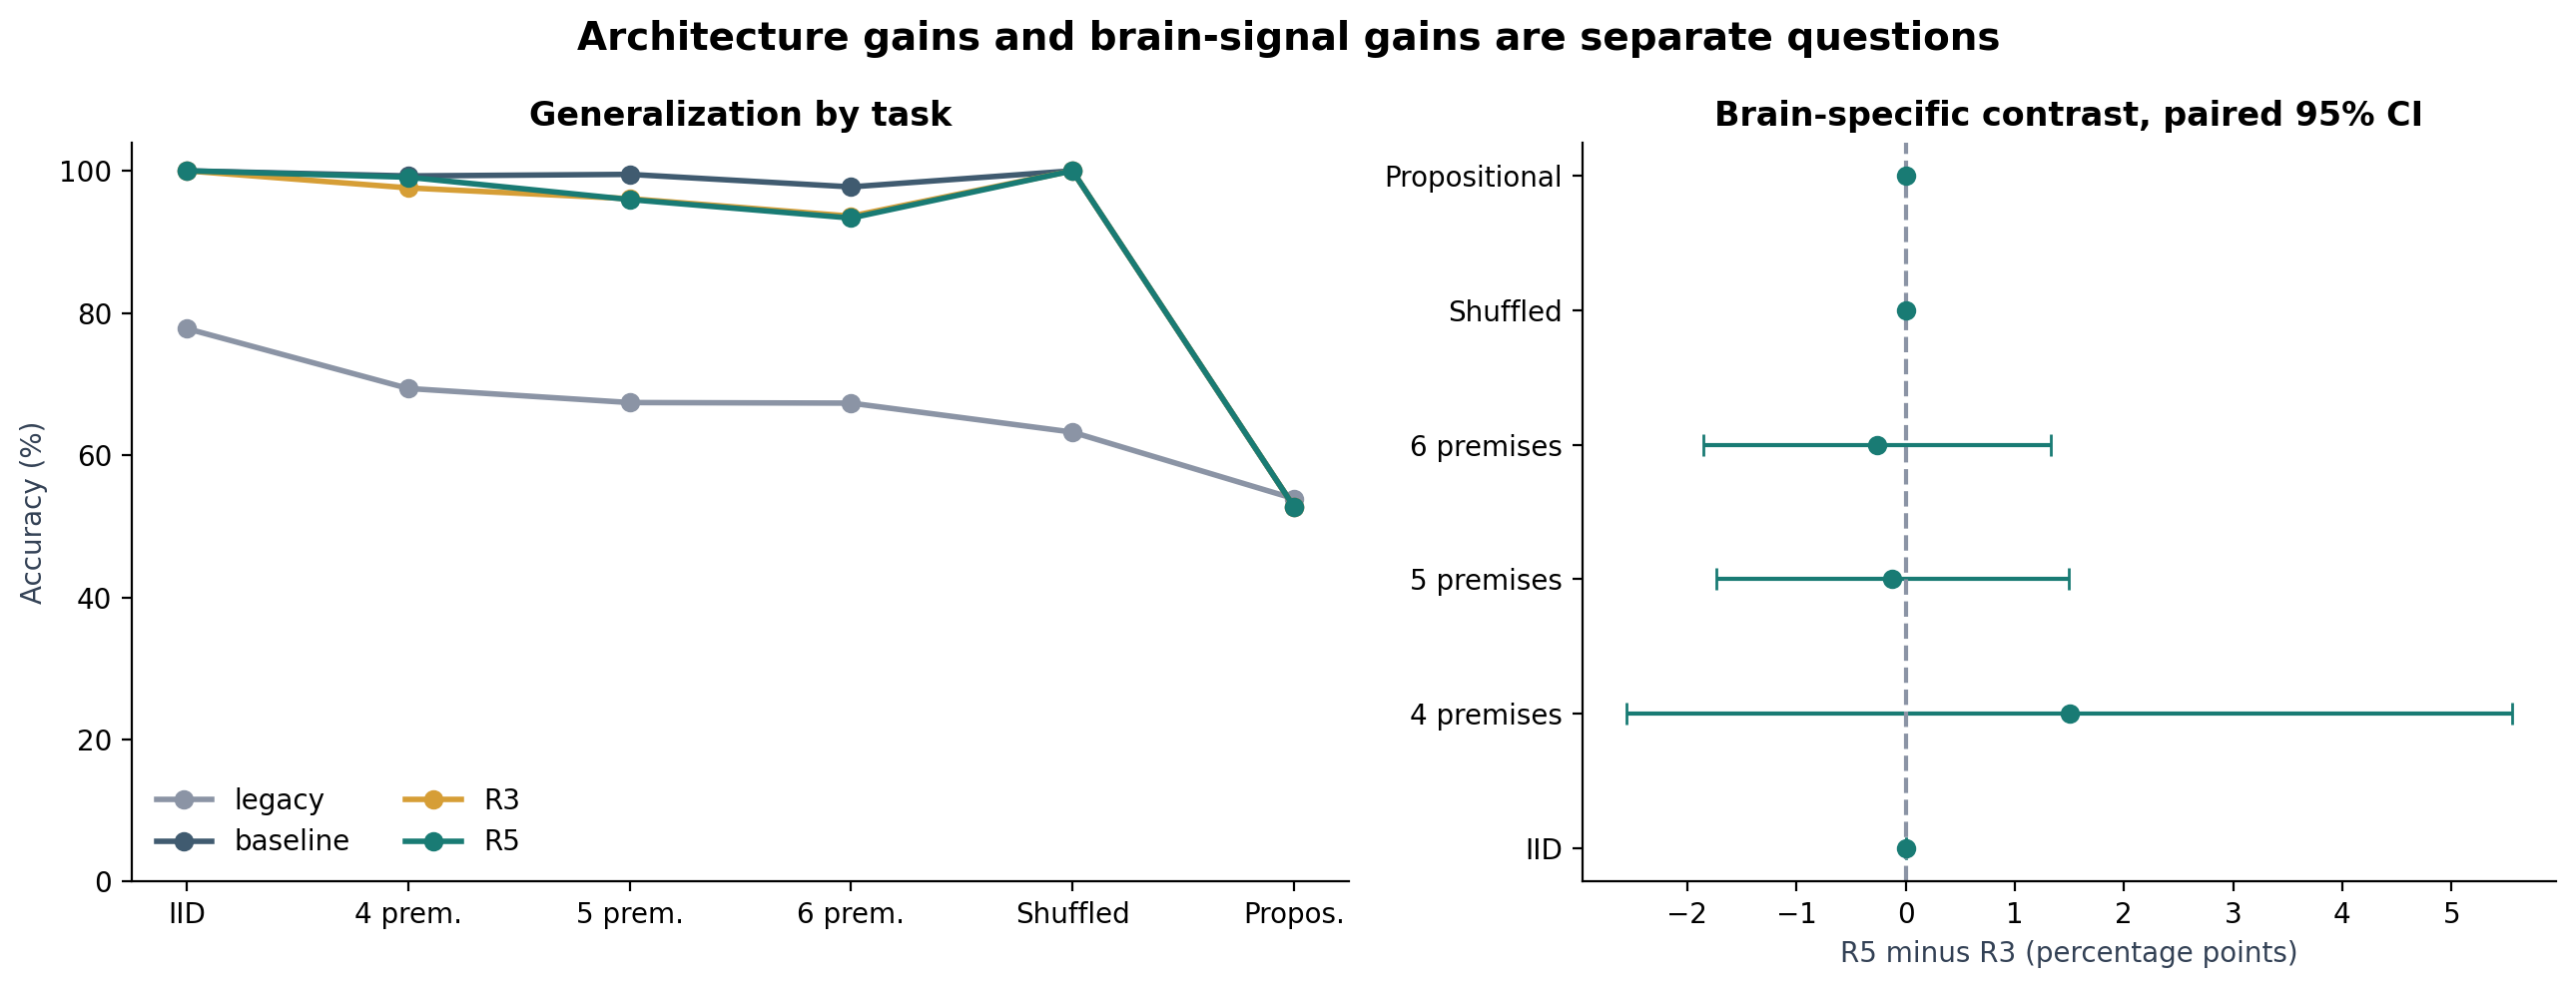 Architecture gains and brain-signal gains are separate questions
Generalization by task
Accuracy (%)
100
80
60
40
20
0
legacy
baseline
R3
R5
IID
4 prem.
5 prem.
6 prem.
Shuffled
Propos.
Brain-specific contrast, paired 95% CI
Propositional
Shuffled
6 premises
5 premises
4 premises
IID
−2
−1
0
1
2
3
4
5
R5 minus R3 (percentage points)